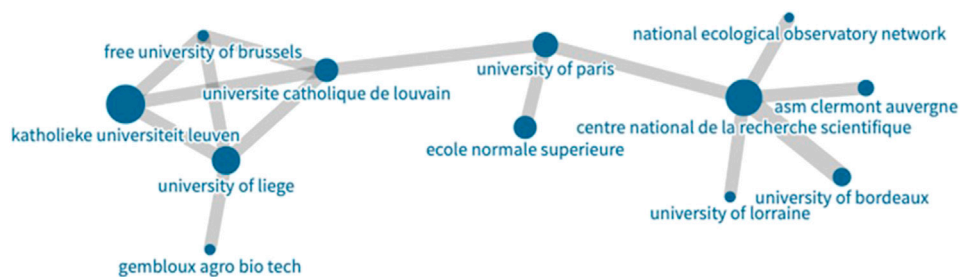 national ecological observatory network
free university of brussels
university of paris
universite catholique de louvain
asm clermont auvergne
centre national de la recherche scientifique
katholieke universiteit leuven
ecole normale superieure
university of liege
university of bordeaux
university of lorraine
gembloux agro bio tech